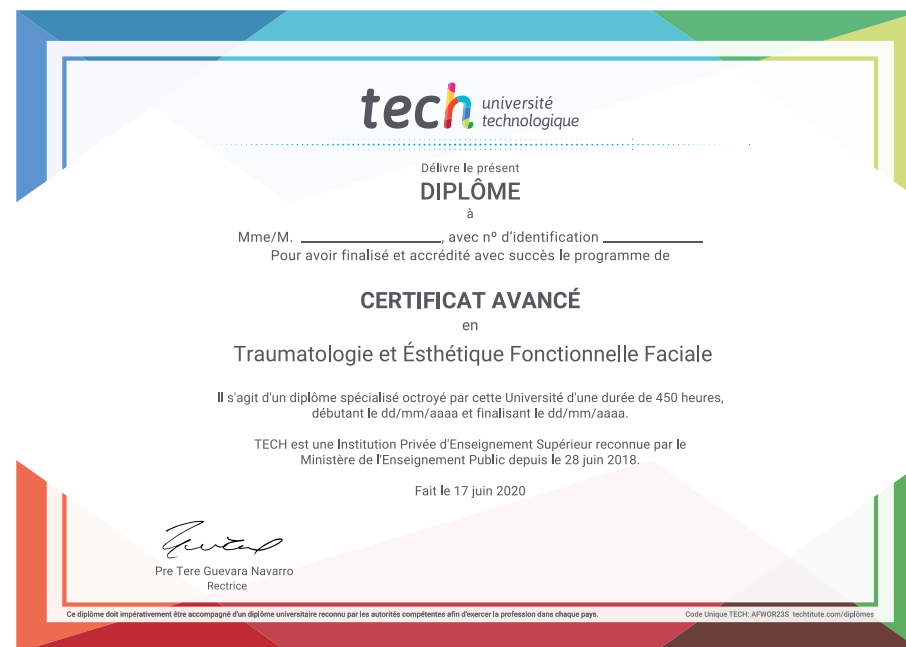 tech université
technologique
Délivre le présent
DIPLÔME
à
Mme/M. ____________________, avec nº d'identification ______________
Pour avoir finalisé et accrédité avec succès le programme de
CERTIFICAT AVANCÉ
en
Traumatologie et Ésthétique Fonctionnelle Faciale
Il s'agit d'un diplôme spécialisé octroyé par cette Université d'une durée de 450 heures,
débutant le dd/mm/aaaa et finalisant le dd/mm/aaaa.
TECH est une Institution Privée d'Enseignement Supérieur reconnue par le
Ministère de l'Enseignement Public depuis le 28 juin 2018.
Fait le 17 juin 2020
Pre Tere Guevara Navarro
Rectrice
Ce diplôme doit impérativement être accompagné d'un diplôme universitaire reconnu par les autorités compétentes afin d'exercer la profession dans chaque pays.
Code Unique TECH: AFWOR23S techtitute.com/diplômes